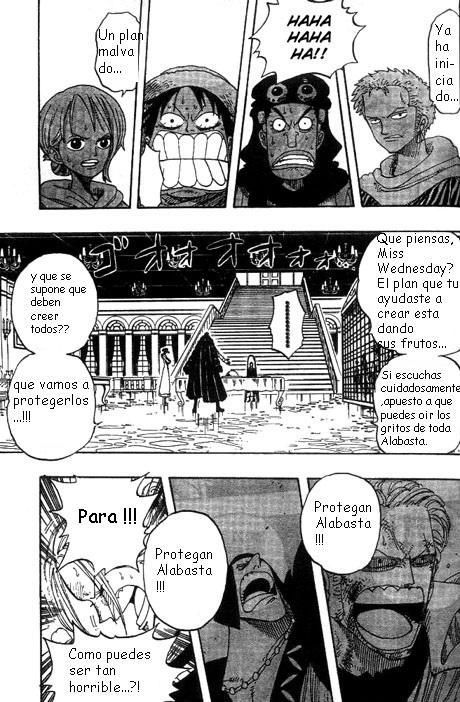 Ya
ha
ini-
cia
do...
HAHA
HAHA
HA!!
Un plan
malva
do...
Que piensas,
Miss
Wednesday?
El plan que tu
ayudaste a
crear esta
dando
sus frutos...
Si escuchas
cuidadosamente
,apuesto a que
puedes oir los
gritos de toda
Alabasta.
ゴオオオオ
y que se
supone que
deben
creer
todos??
que vamos a
protegerlos
...!!!
Protegan
Alabasta
!!!
Protegan
Alabasta
!!!
Para !!!
Como puedes
ser tan
horrible...?!